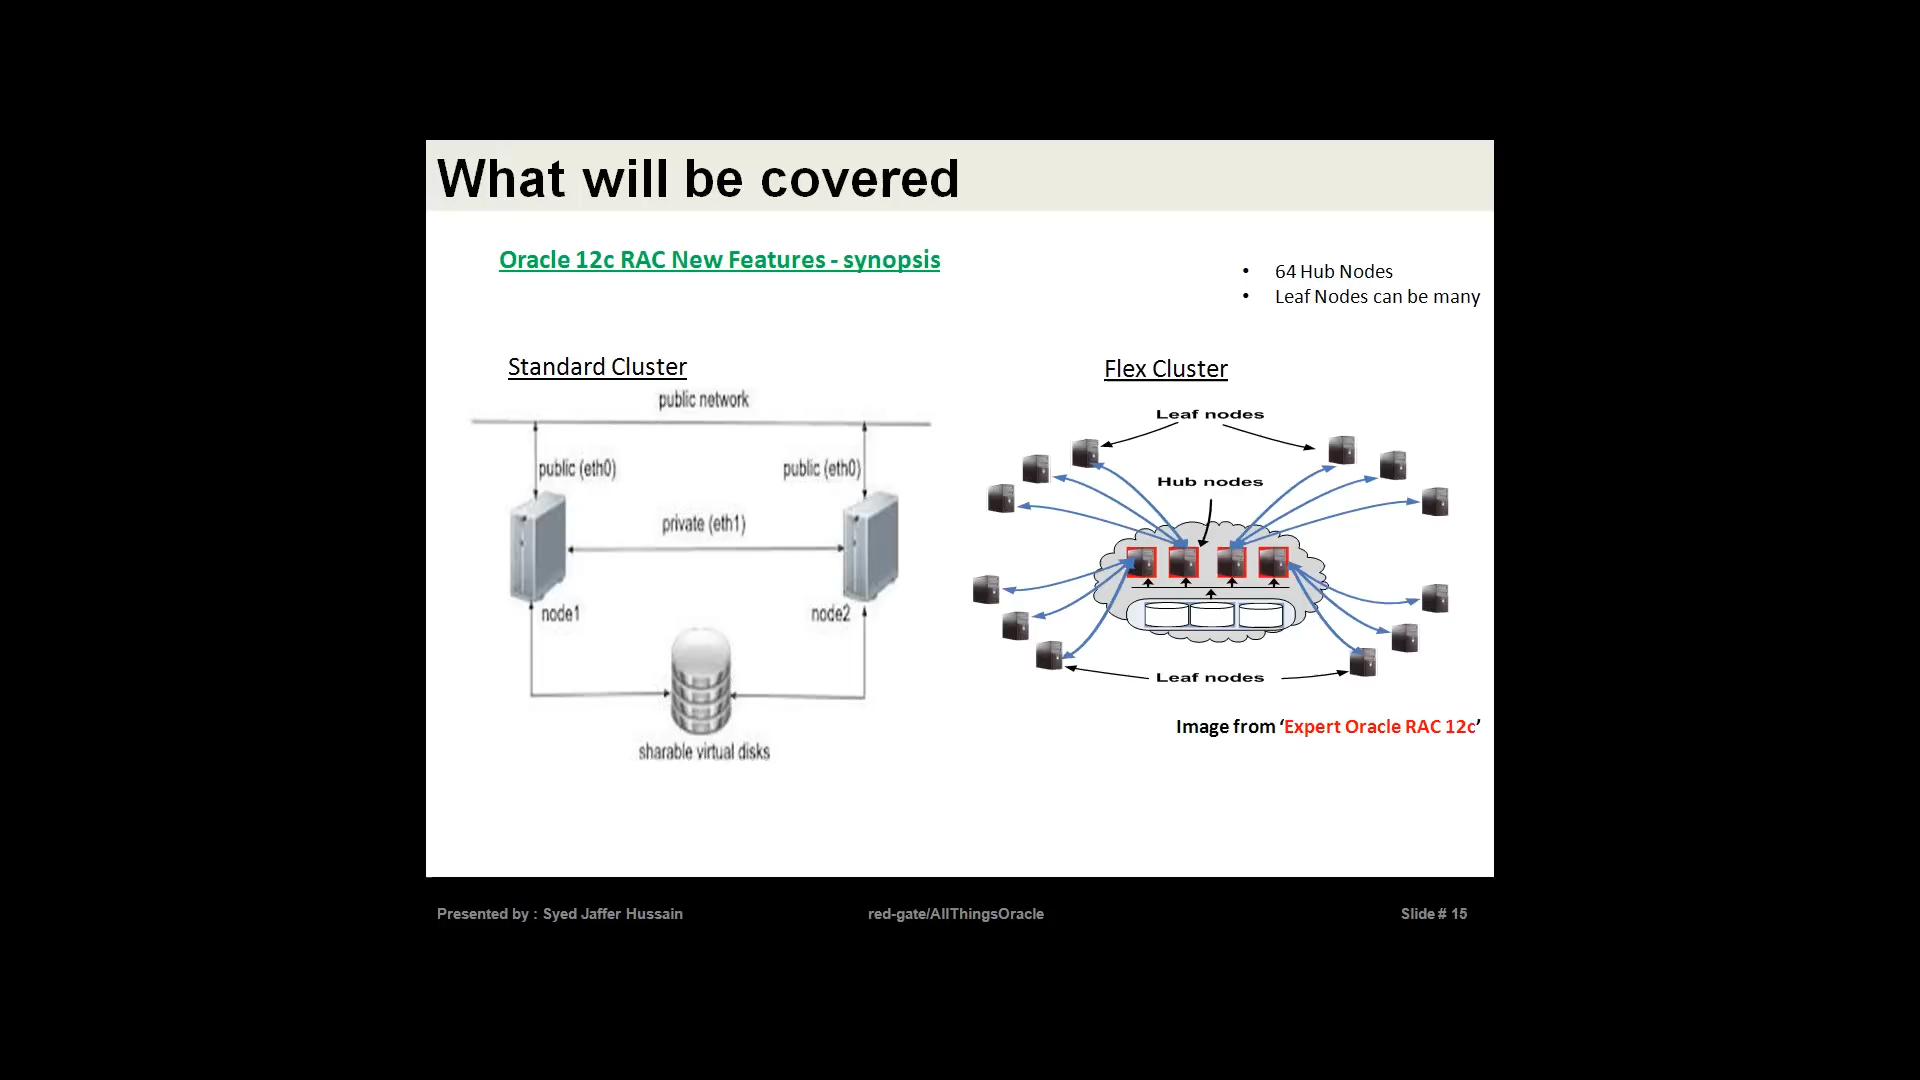 What will be covered
Oracle 12c RAC New Features - synopsis
• 64 Hub Nodes
• Leaf Nodes can be many
Standard Cluster
public network
public (eth0)
public (eth0)
private (eth1)
node1
node2
sharable virtual disks
Flex Cluster
Leaf nodes
Hub nodes
Leaf nodes
Image from ‘Expert Oracle RAC 12c’
Presented by : Syed Jaffer Hussain
red-gate/AllThingsOracle
Slide # 15